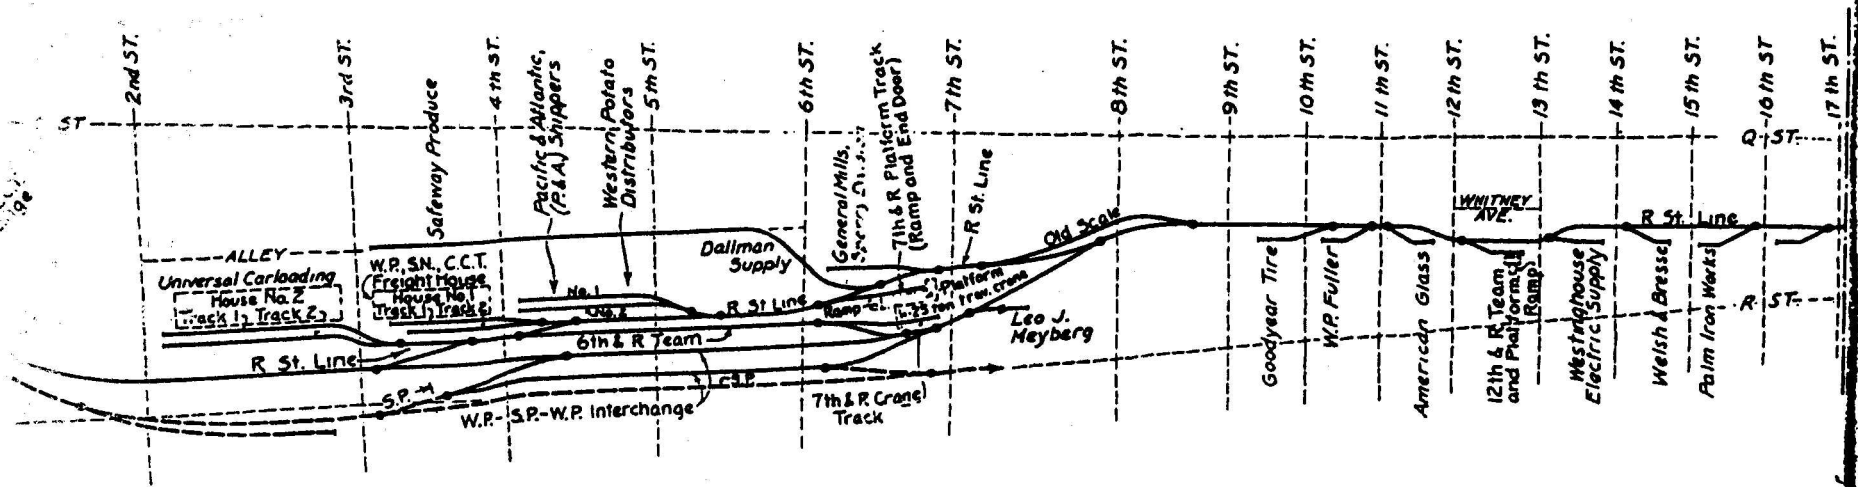 2nd ST.
3rd ST.
4th ST.
5th ST.
6th ST.
7th ST.
8th ST.
9th ST.
10th ST.
11th ST.
12th ST.
13th ST.
14th ST.
15th ST.
16th ST
17th ST.
ST
Q ST.
Safeway Produce
Pacific & Atlantic,
(P.&A.) Shippers
Western Potato
Distributors
General Mills,
7th & R Platform Track
(Ramp and End Door)
R St. Line
Old Scale
WHITNEY
AVE.
R St. Line
ALLEY
Universal Carloading
House No. 2
Track 1, Track 2,
W.P., S.N., C.C.T.
Freight House
House No. 1
Track 1, Track 2
No. 1
No. 2
Dallman
Supply
R St Line
Ramp
Platform
25 ton trav. crane
6th & R Team
Leo J.
Meyberg
R St. Line
S.P.
S.P.
W.P.-S.P.-W.P. Interchange
7th & R. Crane
Track
Goodyear Tire
W.P. Fuller
American Glass
12th & R Team
and Platform
Ramp
Westinghouse
Electric Supply
Welsh & Bresse
Palm Iron Works
R ST.